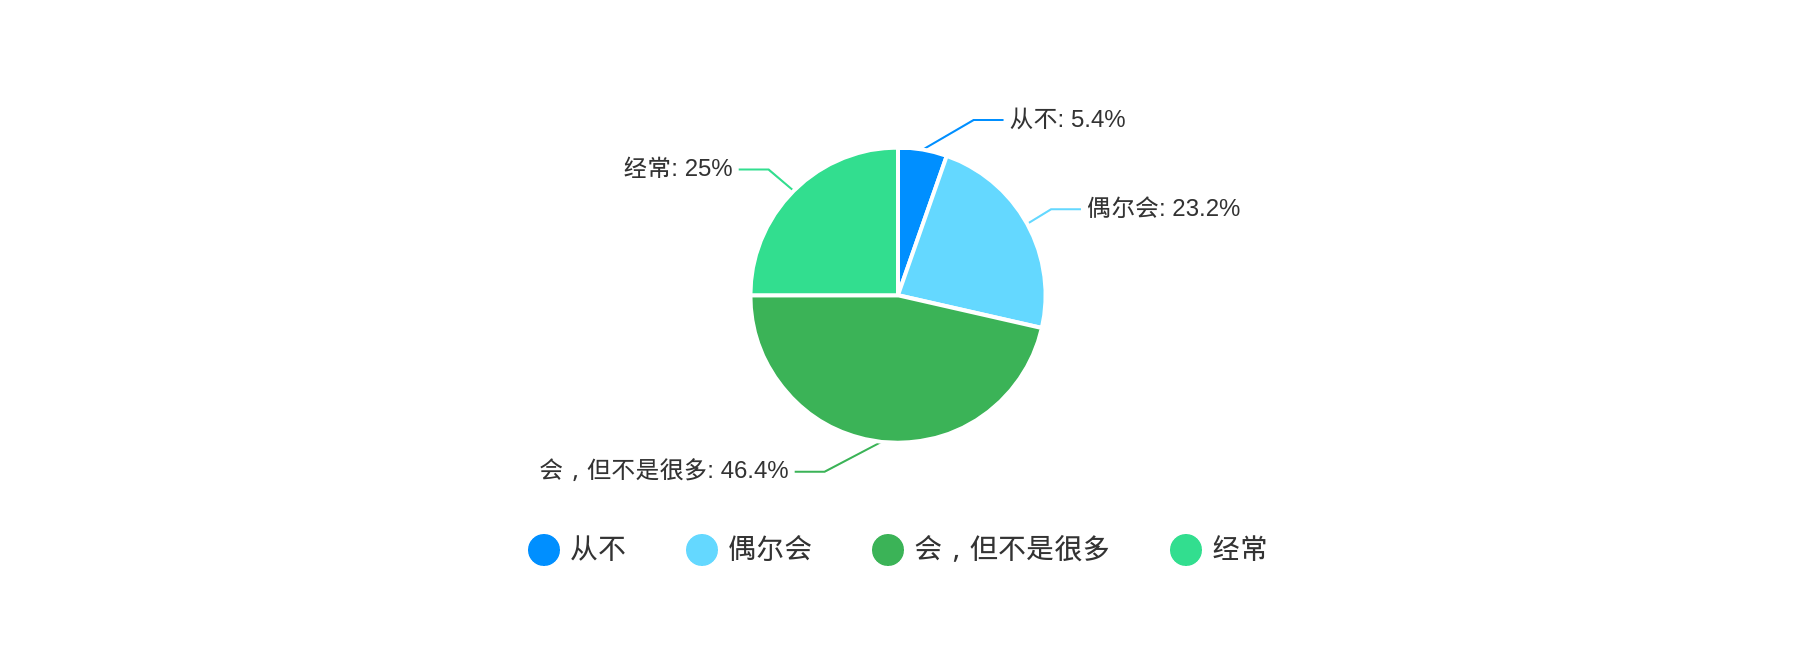 从不: 5.4%
经常: 25%
偶尔会: 23.2%
会，但不是很多: 46.4%
从不 偶尔会 会，但不是很多 经常